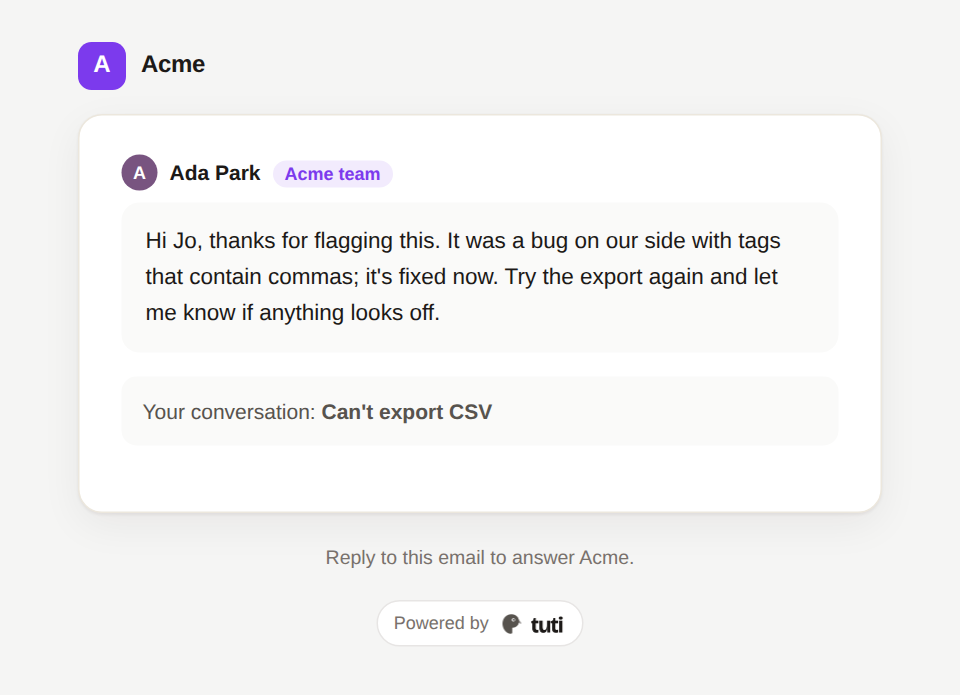 A Acme
A Ada Park Acme team
Hi Jo, thanks for flagging this. It was a bug on our side with tags
that contain commas; it's fixed now. Try the export again and let
me know if anything looks off.
Your conversation: Can't export CSV
Reply to this email to answer Acme.
Powered by tuti